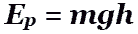 Eₚ = mgh